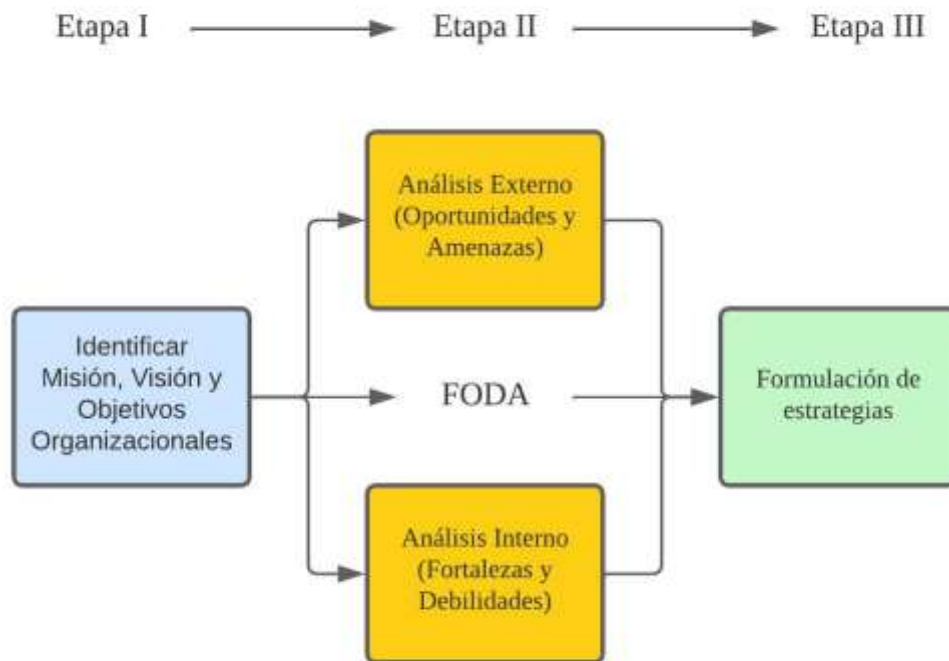 Etapa I
Etapa II
Etapa III
Análisis Externo
(Oportunidades y
Amenazas)
Identificar
Misión, Visión y
Objetivos
Organizacionales
FODA
Formulación de
estrategias
Análisis Interno
(Fortalezas y
Debilidades)